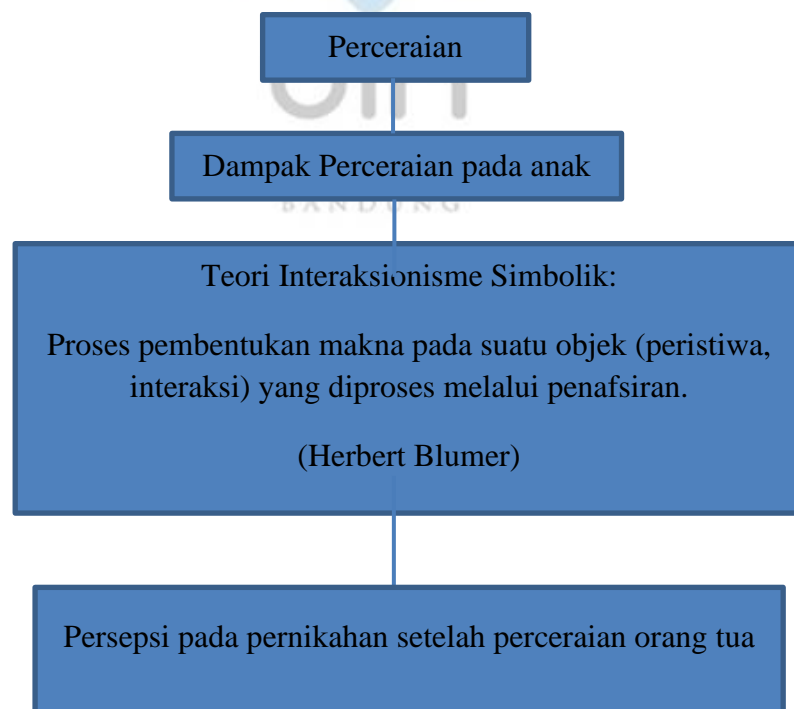 Perceraian
Dampak Perceraian pada anak
BANDUNG
Teori Interaksionisme Simbolik:
Proses pembentukan makna pada suatu objek (peristiwa,
interaksi) yang diproses melalui penafsiran.
(Herbert Blumer)
Persepsi pada pernikahan setelah perceraian orang tua